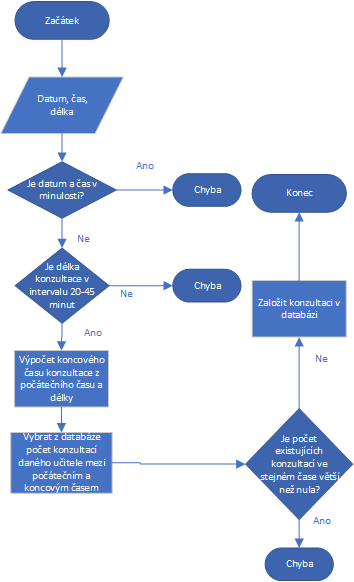 Začátek
Datum, čas,
délka
Je datum a čas v
minulosti?
Ano
Chyba
Ne
Je délka
konzultace v
intervalu 20-45
minut
Ne
Chyba
Ano
Výpočet koncového
času konzultace z
počátečního času a
délky
Vybrat z databáze
počet konzultací
daného učitele mezi
počátečním a
koncovým časem
Je počet
existujících
konzultací ve
stejném čase větší
než nula?
Ne
Založit konzultaci v
databázi
Konec
Ano
Chyba